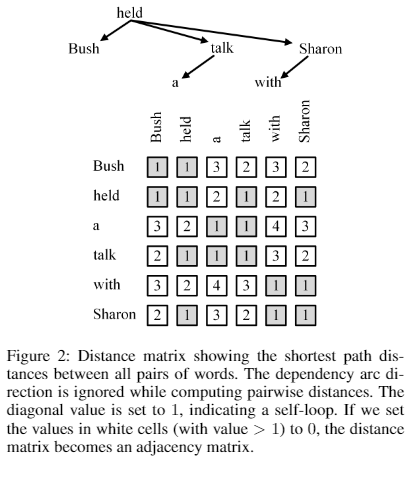 held
Bush talk Sharon
a with
Bush held a talk with Sharon
Bush 1 1 3 2 3 2
held 1 1 2 1 2 1
a 3 2 1 1 4 3
talk 2 1 1 1 3 2
with 3 2 4 3 1 1
Sharon 2 1 3 2 1 1
Figure 2: Distance matrix showing the shortest path dis-
tances between all pairs of words. The dependency arc di-
rection is ignored while computing pairwise distances. The
diagonal value is set to 1, indicating a self-loop. If we set
the values in white cells (with value > 1) to 0, the distance
matrix becomes an adjacency matrix.